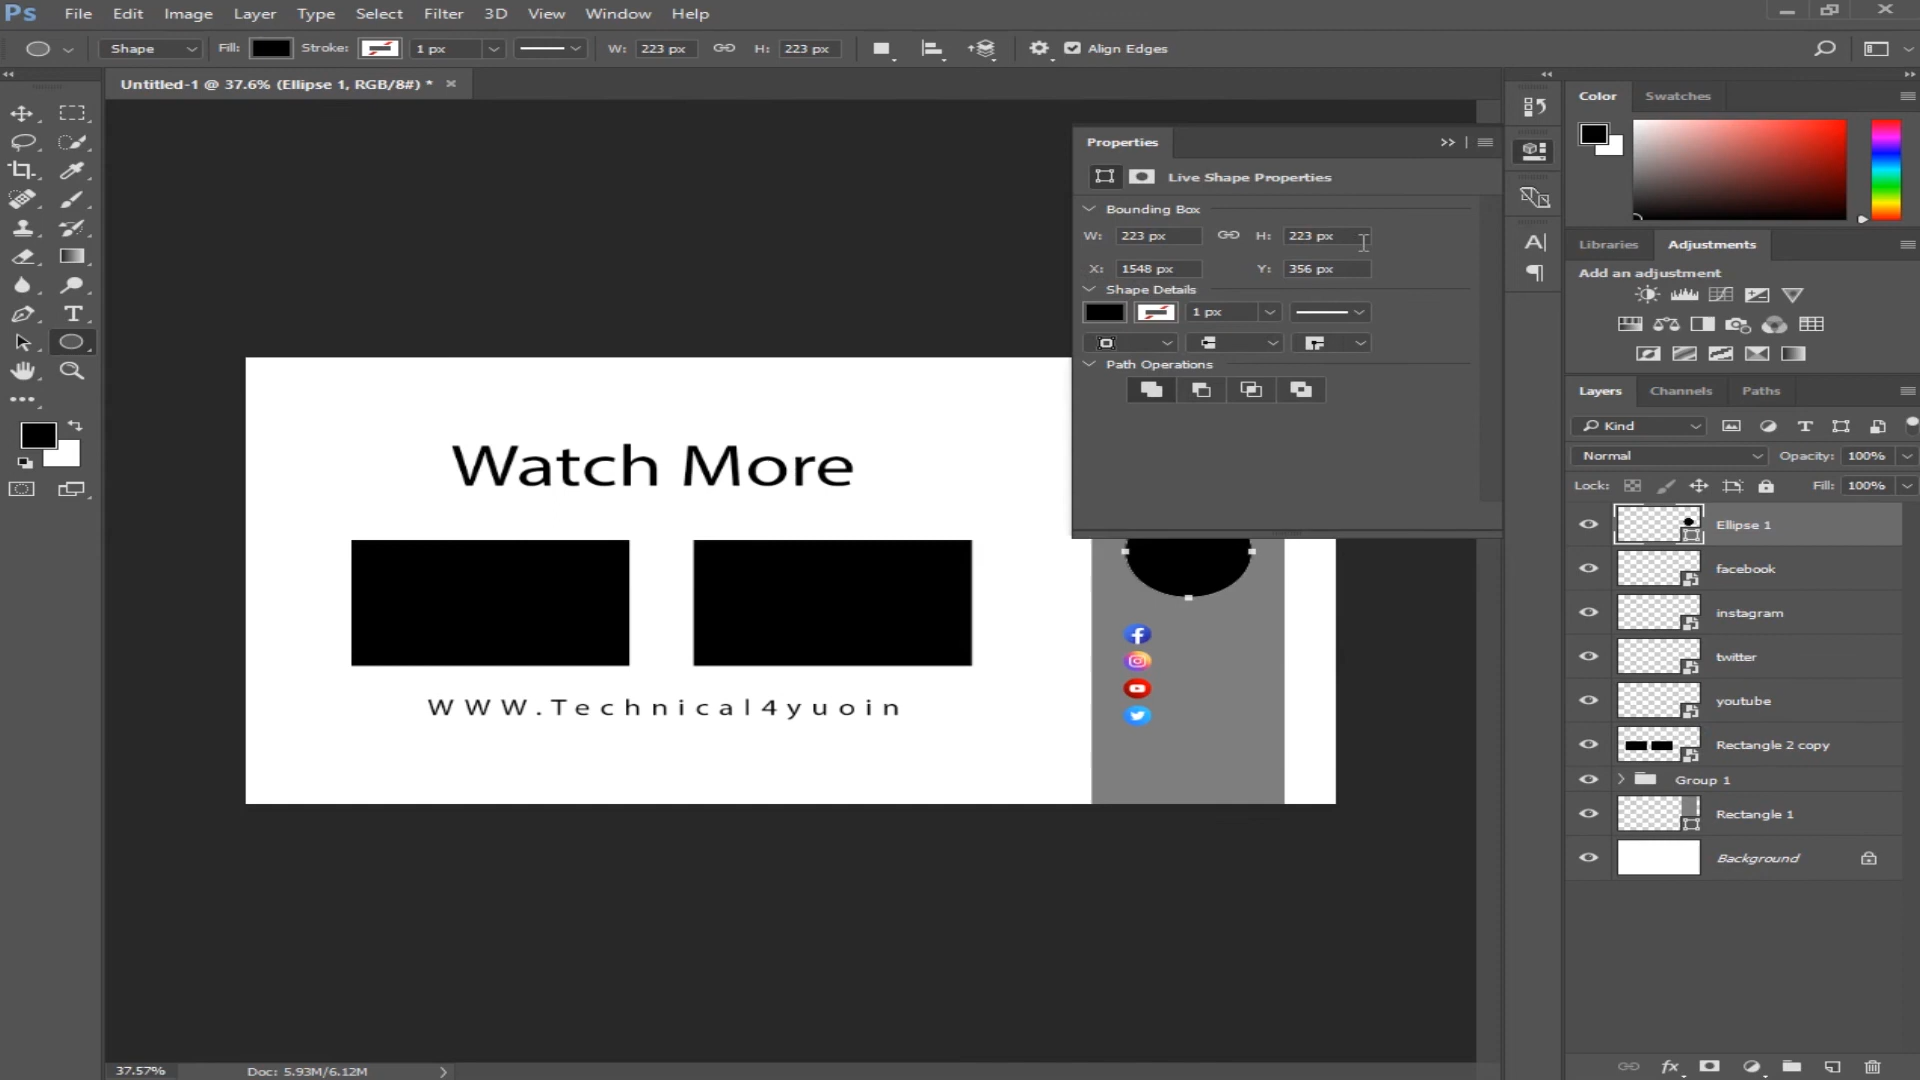 Ps File Edit Image Layer Type Select Filter 3D View Window Help
Shape Fill: Stroke: 1 px W: 223 px H: 223 px Align Edges
Untitled-1 @ 37.6% (Ellipse 1, RGB/8#) *
Properties
Live Shape Properties
Bounding Box
W: 223 px H: 223 px
X: 1548 px Y: 356 px
Shape Details
1 px
Path Operations
Watch More
WWW.Technical4yuoin
Color Swatches
Libraries Adjustments
Add an adjustment
Layers Channels Paths
Kind
Normal Opacity: 100%
Lock: Fill: 100%
Ellipse 1
facebook
instagram
twitter
youtube
Rectangle 2 copy
Group 1
Rectangle 1
Background
37.57% Doc: 5.93M/6.12M